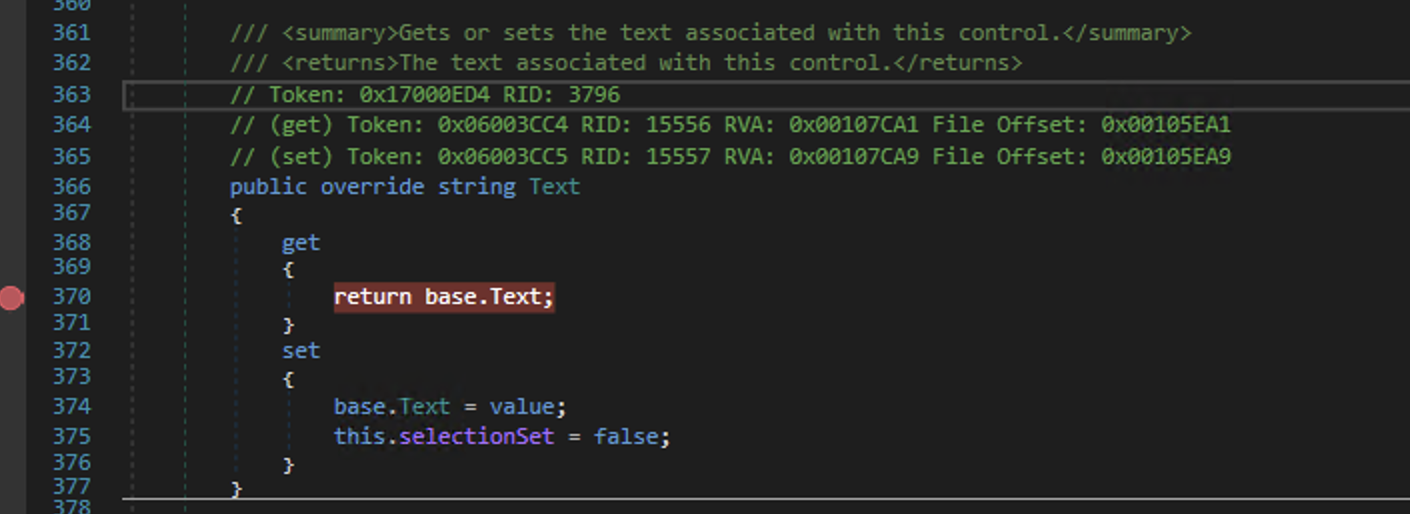 360
361 /// <summary>Gets or sets the text associated with this control.</summary>
362 /// <returns>The text associated with this control.</returns>
363 // Token: 0x17000ED4 RID: 3796
364 // (get) Token: 0x06003CC4 RID: 15556 RVA: 0x00107CA1 File Offset: 0x00105EA1
365 // (set) Token: 0x06003CC5 RID: 15557 RVA: 0x00107CA9 File Offset: 0x00105EA9
366 public override string Text
367 {
368 get
369 {
370 return base.Text;
371 }
372 set
373 {
374 base.Text = value;
375 this.selectionSet = false;
376 }
377 }
378